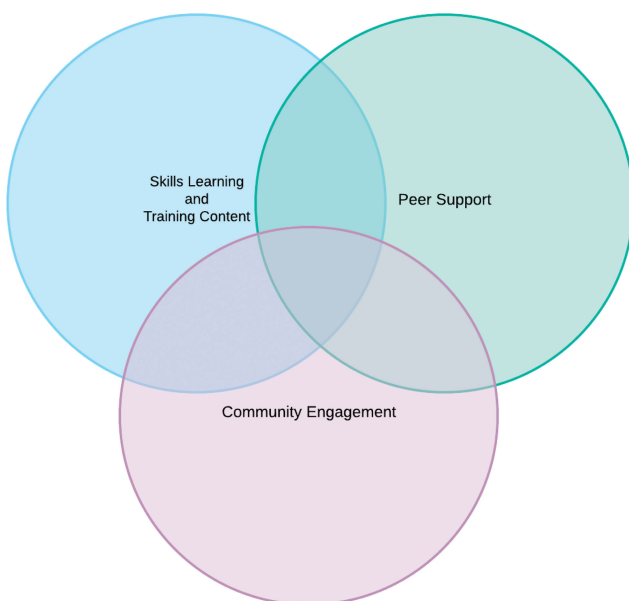 Skills Learning
and
Training Content
Peer Support
Community Engagement